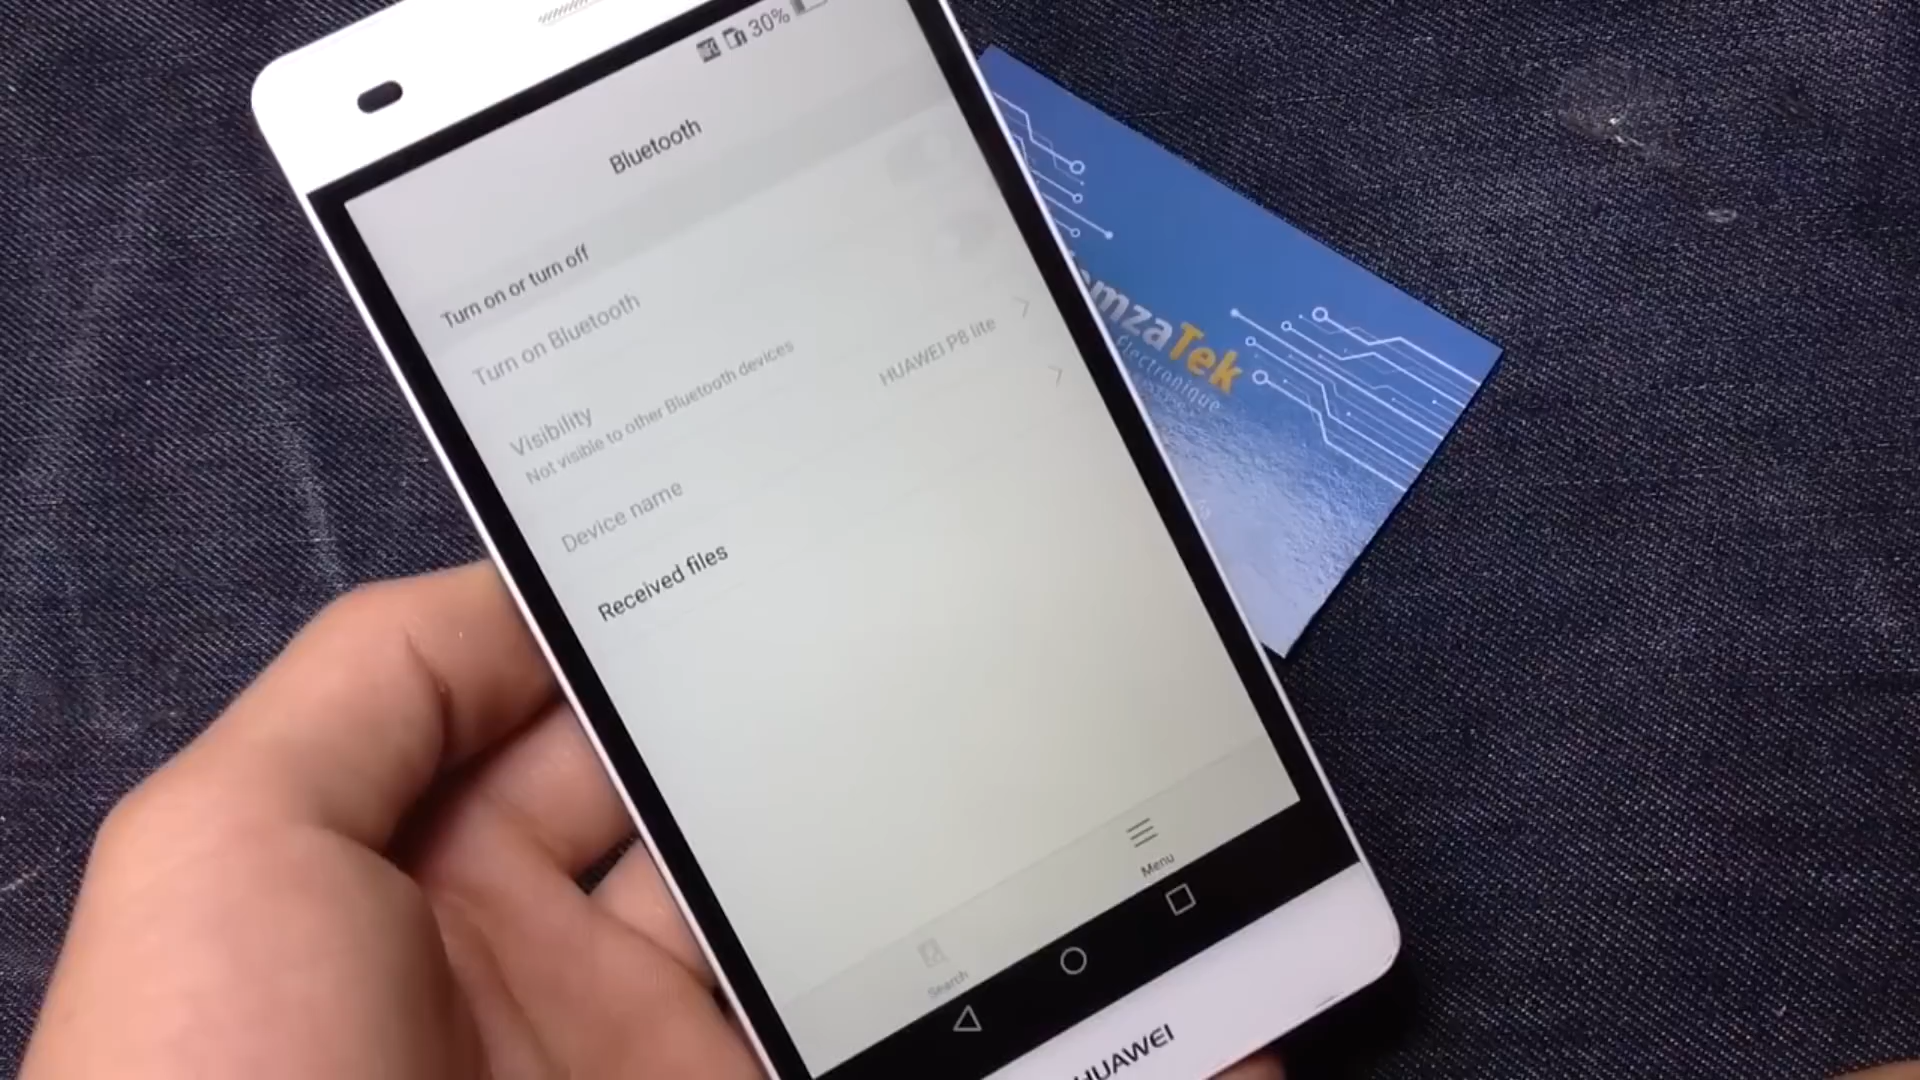 30%
Bluetooth
Turn on or turn off
Turn on Bluetooth
Visibility
Not visible to other Bluetooth devices
Device name
HUAWEI P8 lite
Received files
Search
Menu
HUAWEI
mzaTek
Électronique